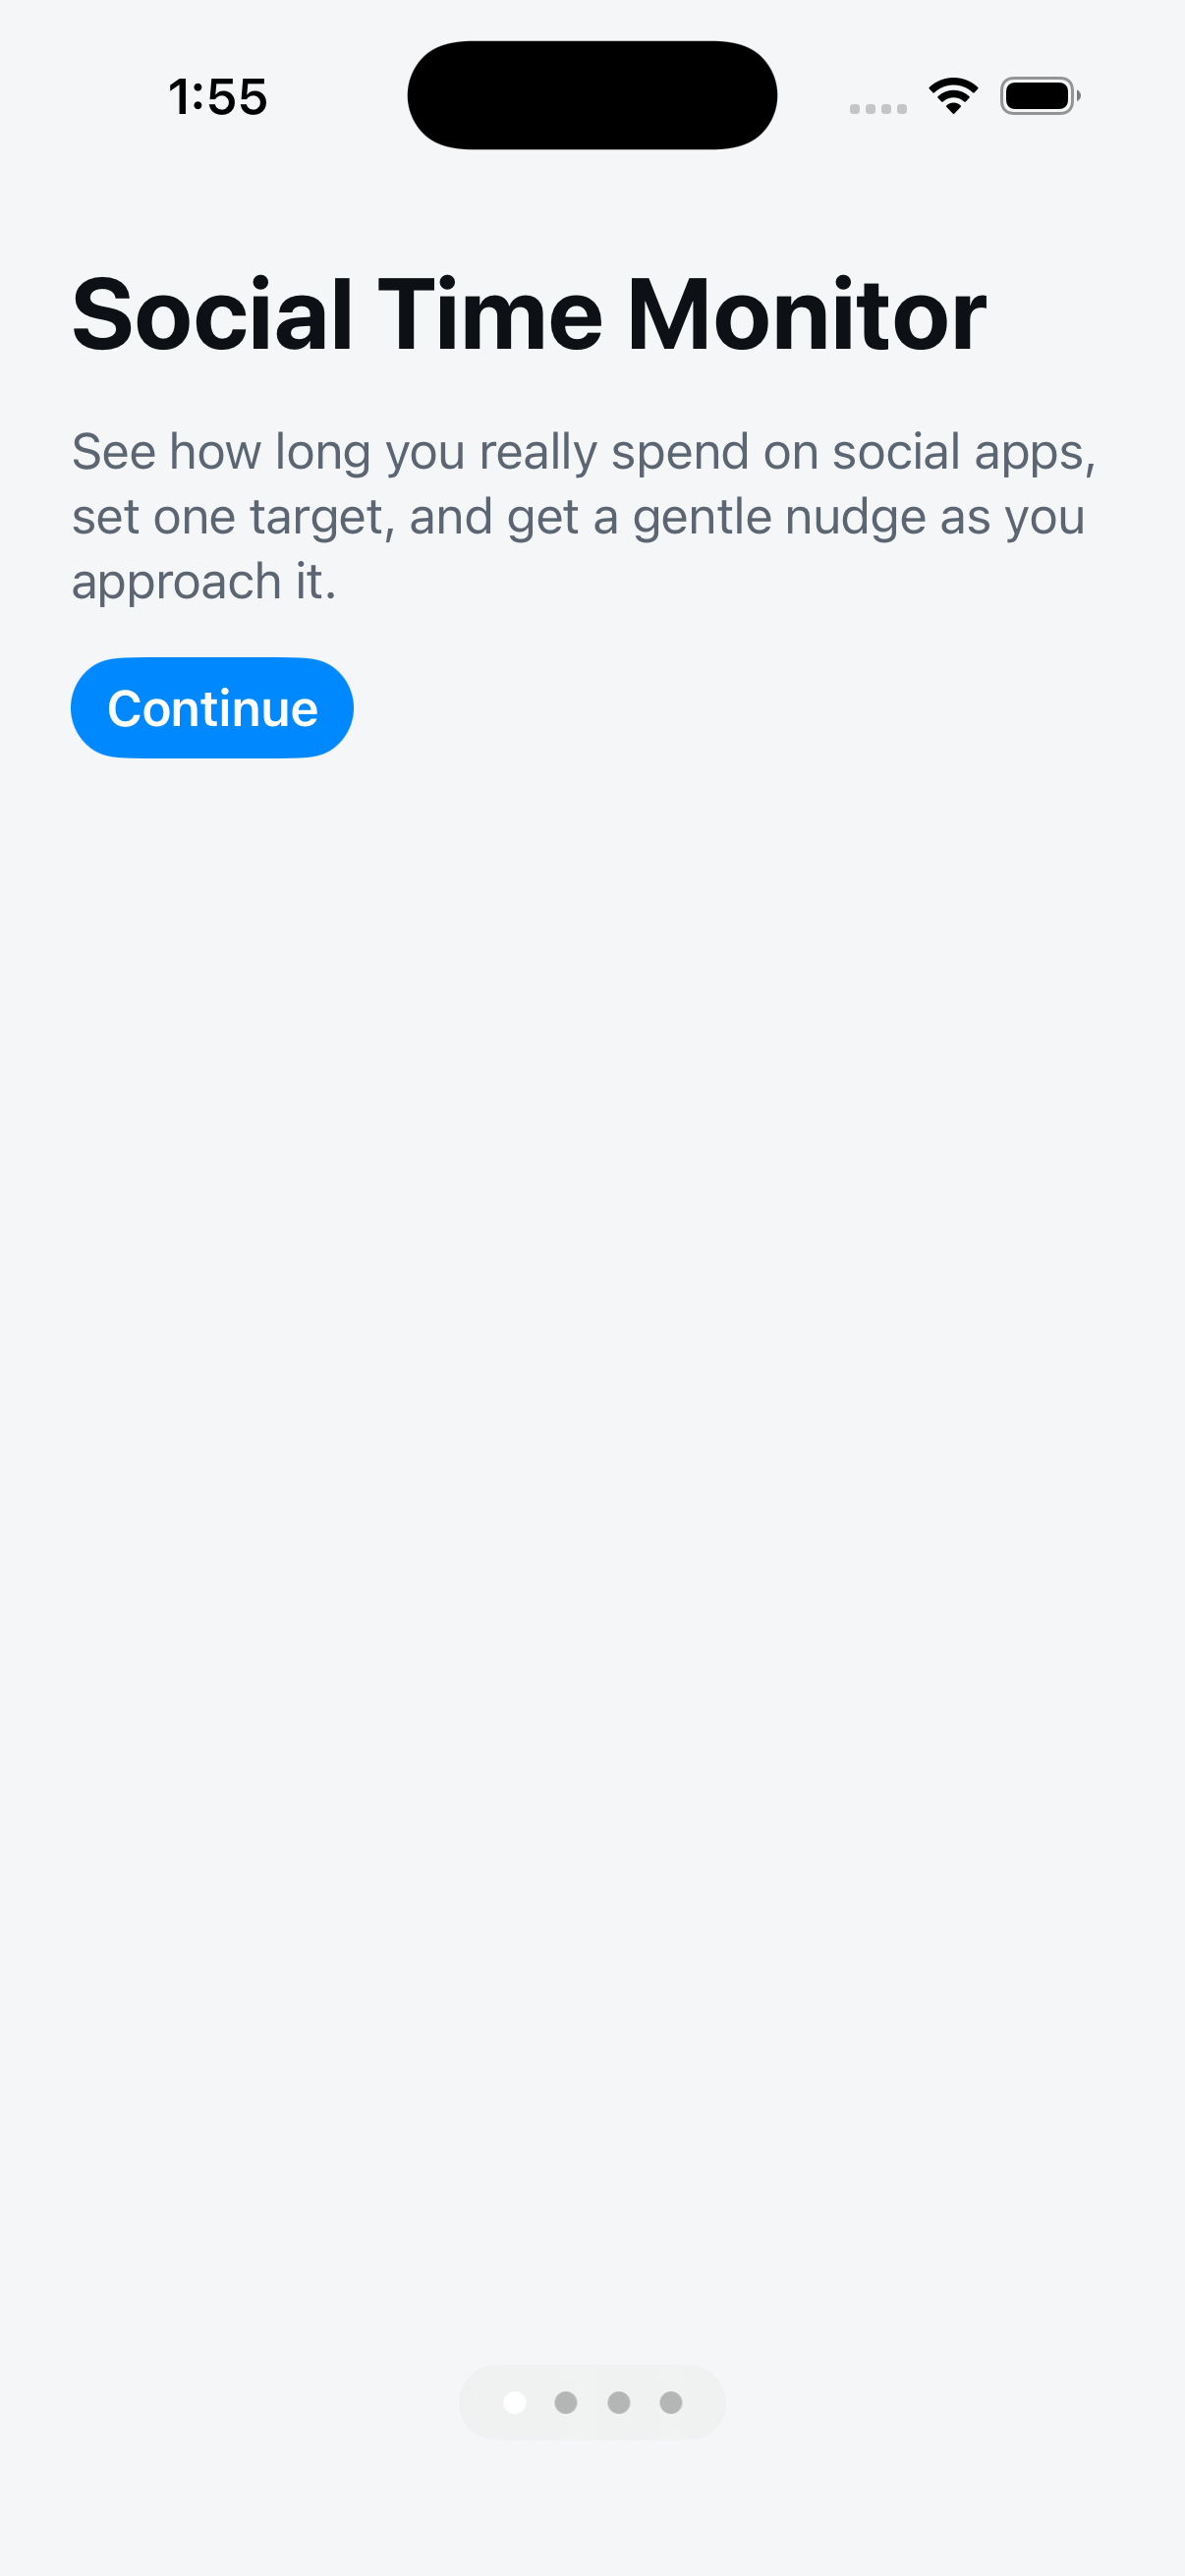 1:55
Social Time Monitor
See how long you really spend on social apps,
set one target, and get a gentle nudge as you
approach it.
Continue